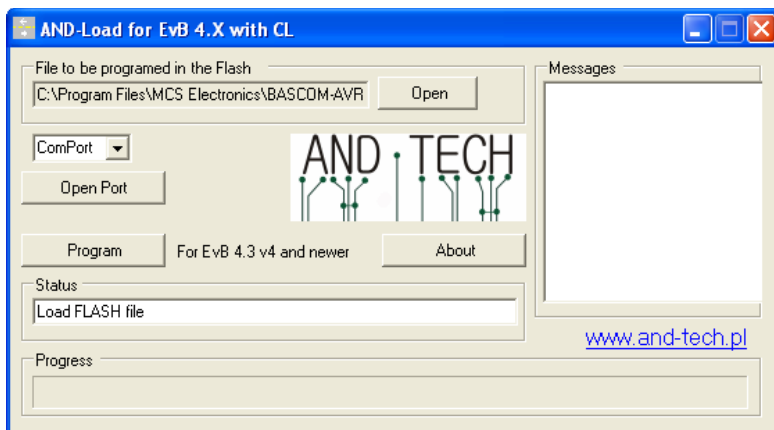 AND-Load for EvB 4.X with CL
File to be programed in the Flash
C:\Program Files\MCS Electronics\BASCOM-AVR
Open
Messages
ComPort
Open Port
AND TECH
Program
For EvB 4.3 v4 and newer
About
Status
Load FLASH file
www.and-tech.pl
Progress